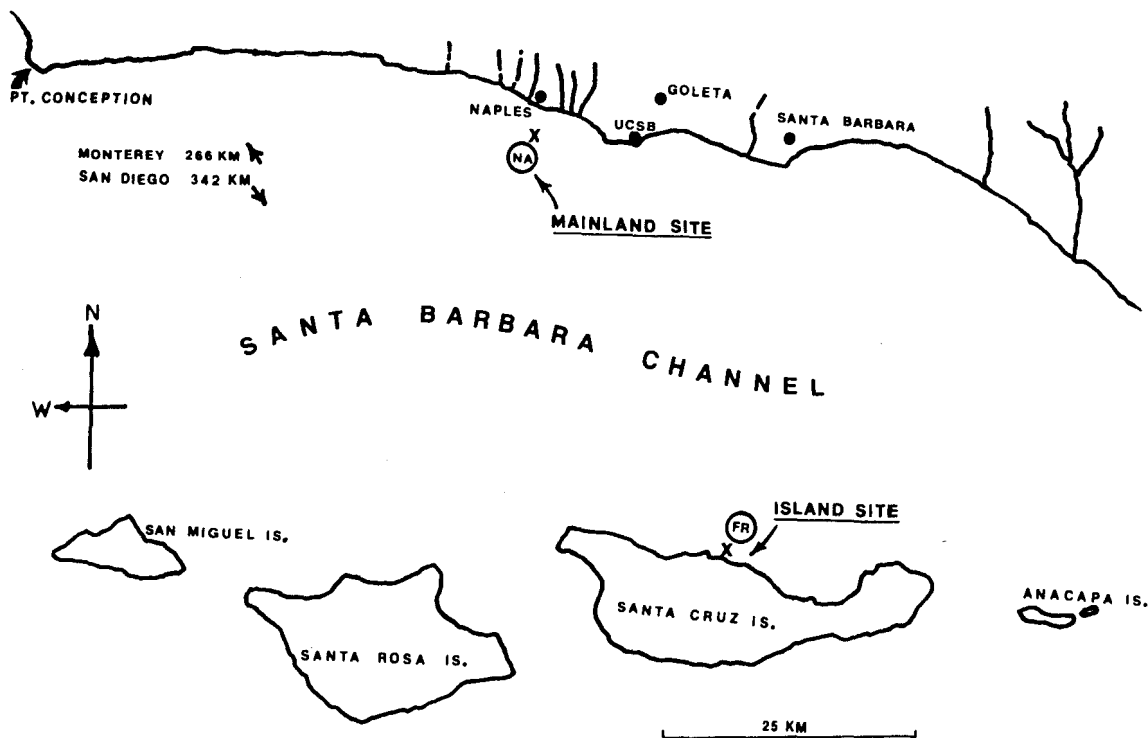 PT. CONCEPTION
NAPLES
GOLETA
UCSB
SANTA BARBARA
X
NA
MONTEREY 266 KM
SAN DIEGO 342 KM
MAINLAND SITE
SANTA BARBARA CHANNEL
N
W
SAN MIGUEL IS.
ISLAND SITE
FR
X
SANTA ROSA IS.
SANTA CRUZ IS.
ANACAPA IS.
25 KM